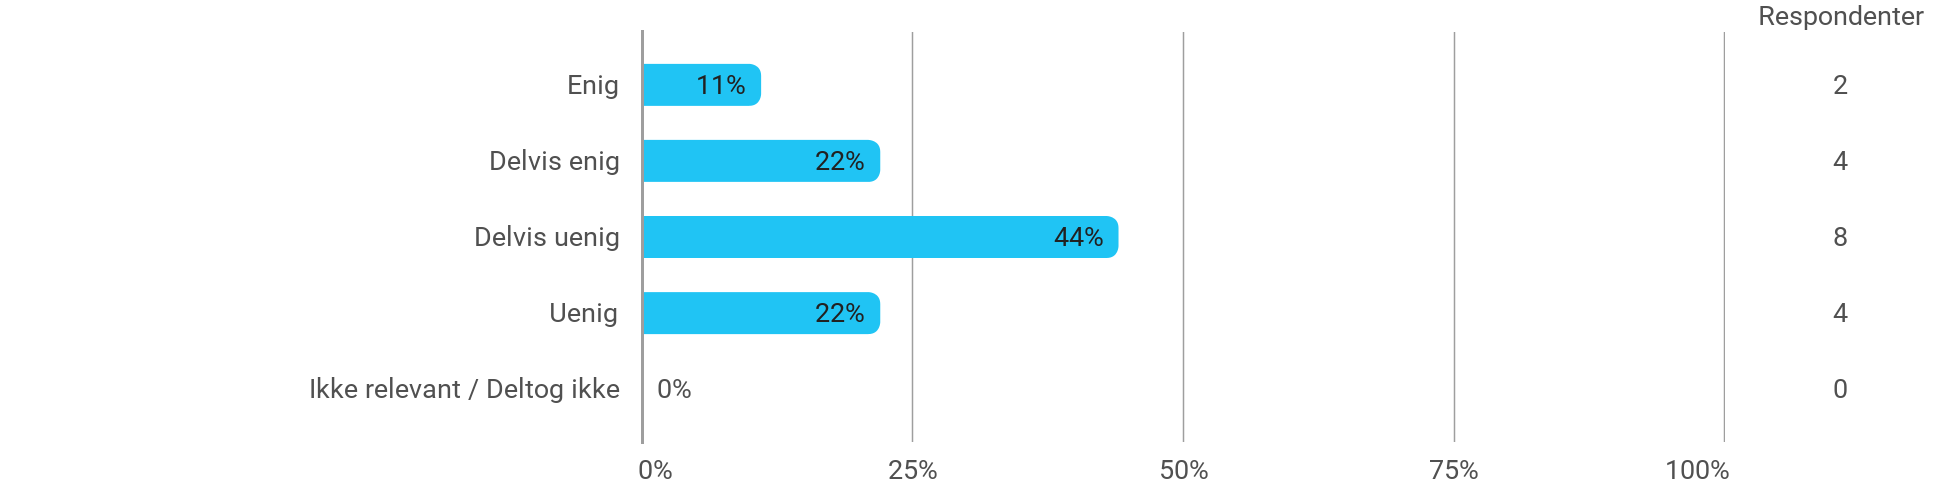 Respondenter
Enig 11% 2
Delvis enig 22% 4
Delvis uenig 44% 8
Uenig 22% 4
Ikke relevant / Deltog ikke 0% 0
0% 25% 50% 75% 100%